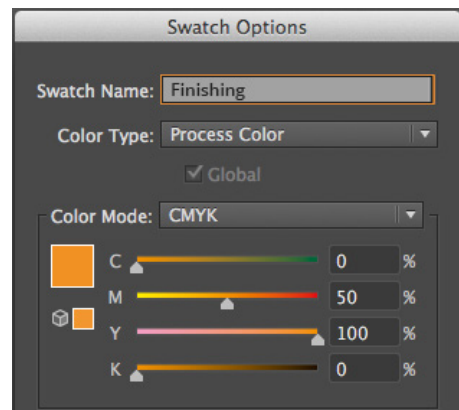 Swatch Options
Swatch Name: Finishing
Color Type: Process Color
Global
Color Mode: CMYK
C 0 %
M 50 %
Y 100 %
K 0 %